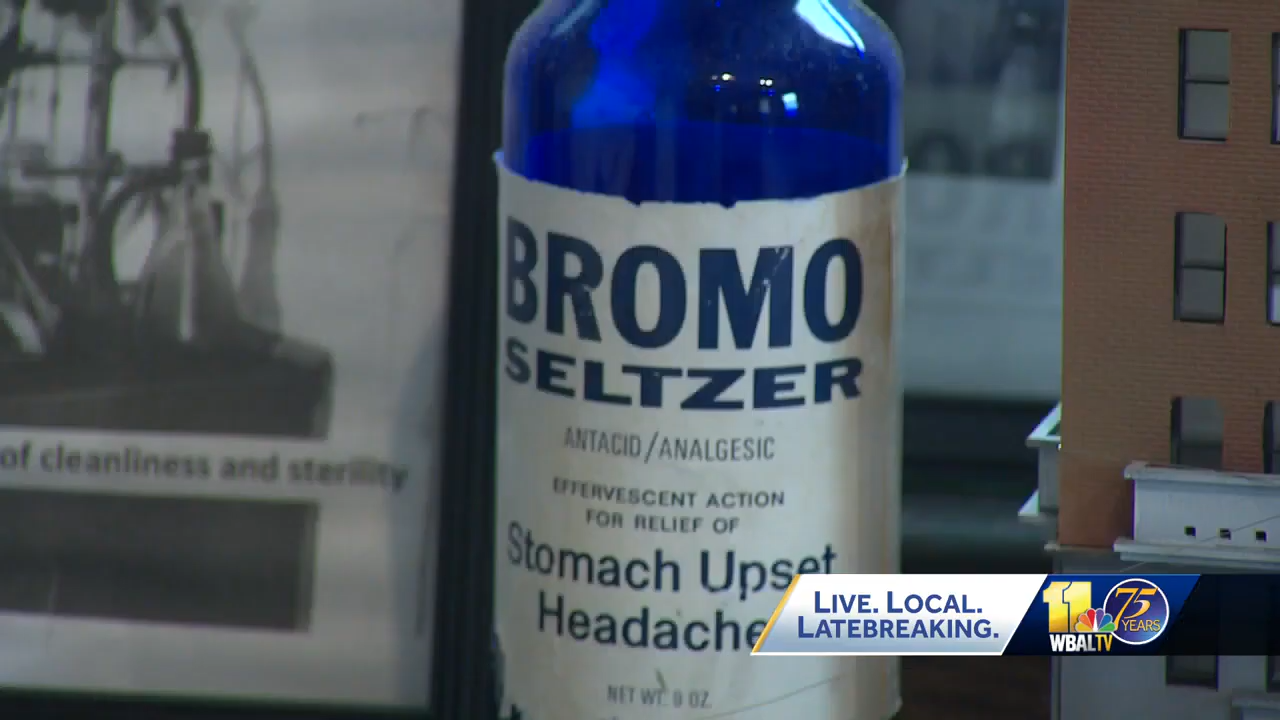 of cleanliness and sterility
BROMO
SELTZER
ANTACID/ANALGESIC
EFFERVESCENT ACTION
FOR RELIEF OF
Stomach Upset
Headache
NET WT. 9 OZ.
LIVE. LOCAL.
LATEBREAKING.
11
WBALTV
75
YEARS